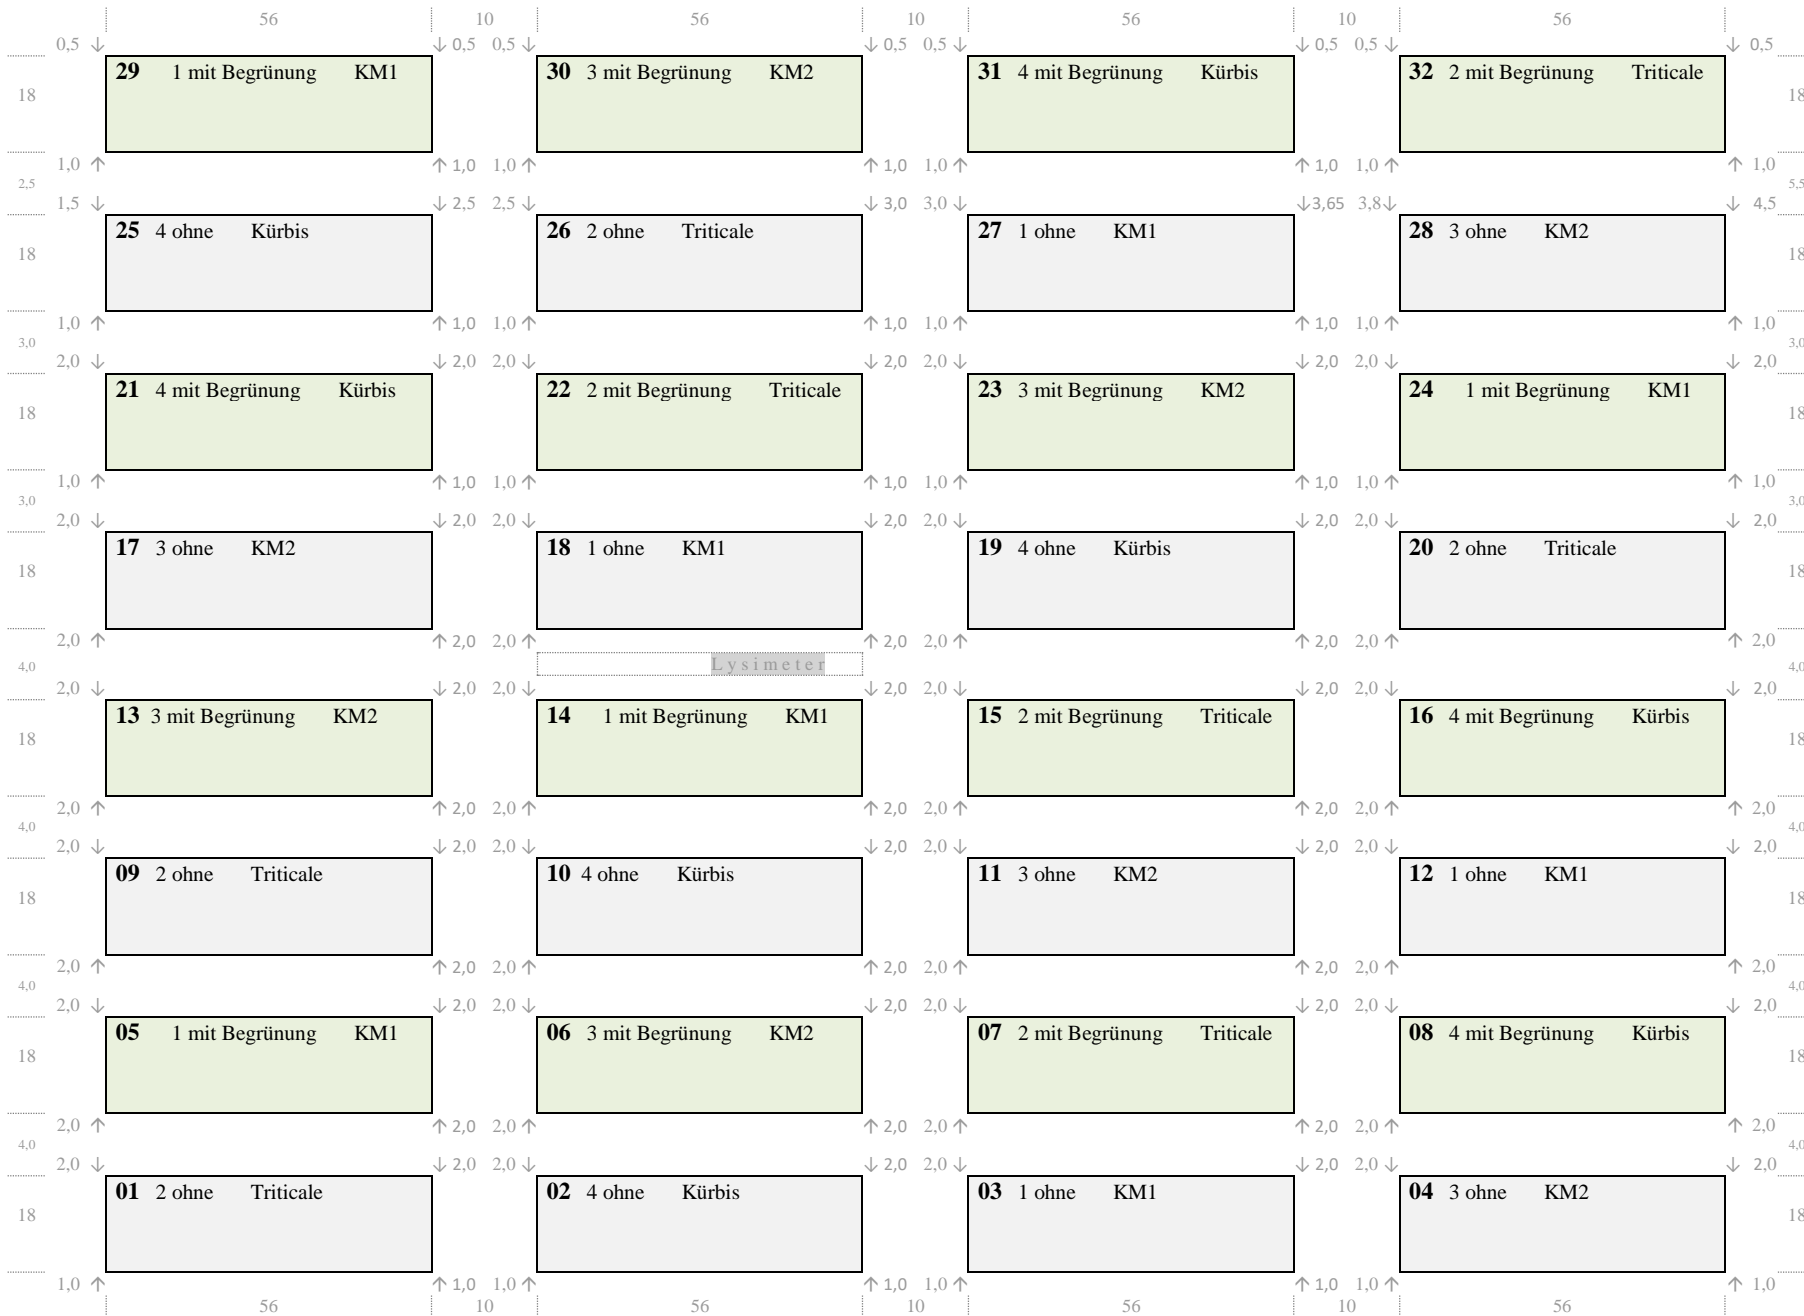 56 10 56 10 56 10 56
0,5 ↓ ↓ 0,5 0,5 ↓ ↓ 0,5 0,5 ↓ ↓ 0,5 0,5 ↓ ↓ 0,5
29 1 mit Begrünung KM1 30 3 mit Begrünung KM2 31 4 mit Begrünung Kürbis 32 2 mit Begrünung Triticale
18 18
1,0 ↑ ↑ 1,0 1,0 ↑ ↑ 1,0 1,0 ↑ ↑ 1,0 1,0 ↑ ↑ 1,0
2,5 5,5
1,5 ↓ ↓ 2,5 2,5 ↓ ↓ 3,0 3,0 ↓ ↓3,65 3,8↓ ↓ 4,5
25 4 ohne Kürbis 26 2 ohne Triticale 27 1 ohne KM1 28 3 ohne KM2
18 18
1,0 ↑ ↑ 1,0 1,0 ↑ ↑ 1,0 1,0 ↑ ↑ 1,0 1,0 ↑ ↑ 1,0
3,0 3,0
2,0 ↓ ↓ 2,0 2,0 ↓ ↓ 2,0 2,0 ↓ ↓ 2,0 2,0 ↓ ↓ 2,0
21 4 mit Begrünung Kürbis 22 2 mit Begrünung Triticale 23 3 mit Begrünung KM2 24 1 mit Begrünung KM1
18 18
1,0 ↑ ↑ 1,0 1,0 ↑ ↑ 1,0 1,0 ↑ ↑ 1,0 1,0 ↑ ↑ 1,0
3,0 3,0
2,0 ↓ ↓ 2,0 2,0 ↓ ↓ 2,0 2,0 ↓ ↓ 2,0 2,0 ↓ ↓ 2,0
17 3 ohne KM2 18 1 ohne KM1 19 4 ohne Kürbis 20 2 ohne Triticale
18 18
2,0 ↑ ↑ 2,0 2,0 ↑ ↑ 2,0 2,0 ↑ ↑ 2,0 2,0 ↑ ↑ 2,0
4,0 Lysimeter 4,0
2,0 ↓ ↓ 2,0 2,0 ↓ ↓ 2,0 2,0 ↓ ↓ 2,0 2,0 ↓ ↓ 2,0
13 3 mit Begrünung KM2 14 1 mit Begrünung KM1 15 2 mit Begrünung Triticale 16 4 mit Begrünung Kürbis
18 18
2,0 ↑ ↑ 2,0 2,0 ↑ ↑ 2,0 2,0 ↑ ↑ 2,0 2,0 ↑ ↑ 2,0
4,0 4,0
2,0 ↓ ↓ 2,0 2,0 ↓ ↓ 2,0 2,0 ↓ ↓ 2,0 2,0 ↓ ↓ 2,0
09 2 ohne Triticale 10 4 ohne Kürbis 11 3 ohne KM2 12 1 ohne KM1
18 18
2,0 ↑ ↑ 2,0 2,0 ↑ ↑ 2,0 2,0 ↑ ↑ 2,0 2,0 ↑ ↑ 2,0
4,0 4,0
2,0 ↓ ↓ 2,0 2,0 ↓ ↓ 2,0 2,0 ↓ ↓ 2,0 2,0 ↓ ↓ 2,0
05 1 mit Begrünung KM1 06 3 mit Begrünung KM2 07 2 mit Begrünung Triticale 08 4 mit Begrünung Kürbis
18 18
2,0 ↑ ↑ 2,0 2,0 ↑ ↑ 2,0 2,0 ↑ ↑ 2,0 2,0 ↑ ↑ 2,0
4,0 4,0
2,0 ↓ ↓ 2,0 2,0 ↓ ↓ 2,0 2,0 ↓ ↓ 2,0 2,0 ↓ ↓ 2,0
01 2 ohne Triticale 02 4 ohne Kürbis 03 1 ohne KM1 04 3 ohne KM2
18 18
1,0 ↑ ↑ 1,0 1,0 ↑ ↑ 1,0 1,0 ↑ ↑ 1,0 1,0 ↑ ↑ 1,0
56 10 56 10 56 10 56